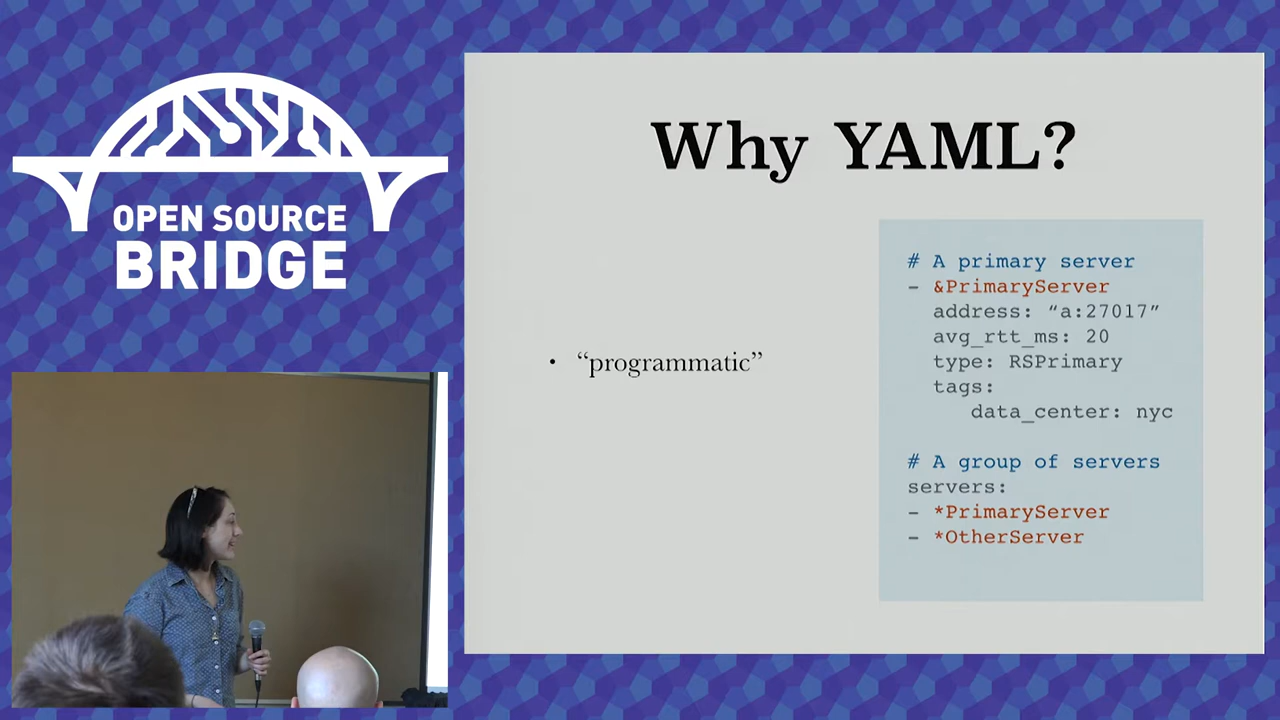 OPEN SOURCE
BRIDGE
Why YAML?
• “programmatic”
# A primary server
- &PrimaryServer
address: “a:27017”
avg_rtt_ms: 20
type: RSPrimary
tags:
data_center: nyc
# A group of servers
servers:
- *PrimaryServer
- *OtherServer